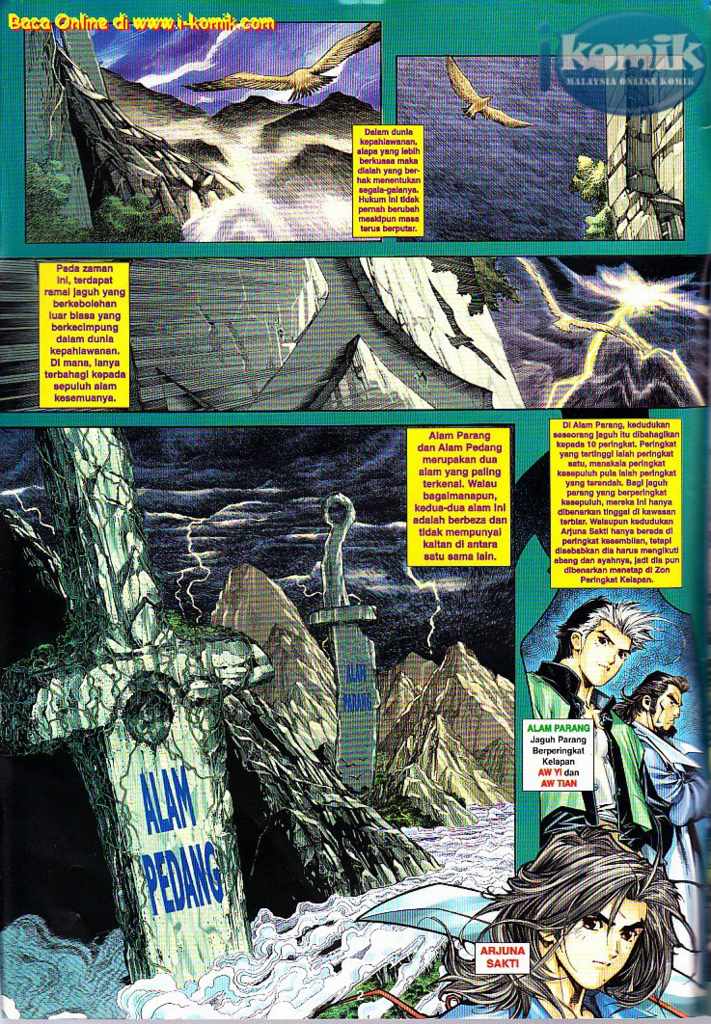 Baca Online di www.i-komik.com
iKomik
MALAYSIA ONLINE KOMIK
Dalam dunia
kepahlawanan,
siapa yang lebih
berkuasa maka
dialah yang ber-
hak menentukan
segala-galanya.
Hukum ini tidak
pernah berubah
meskipun masa
terus berputar.
Pada zaman
ini, terdapat
ramai jaguh yang
berkebolehan
luar biasa yang
berkecimpung
dalam dunia
kepahlawanan.
Di mana, ianya
terbahagi kepada
sepuluh alam
kesemuanya.
Alam Parang
dan Alam Pedang
merupakan dua
alam yang paling
terkenal. Walau
bagaimanapun,
kedua-dua alam ini
adalah berbeza dan
tidak mempunyai
kaitan di antara
satu sama lain.
Di Alam Parang, kedudukan
seseorang jaguh itu dibahagikan
kepada 10 peringkat. Peringkat
yang tertinggi ialah peringkat
satu, manakala peringkat
kesepuluh pula ialah peringkat
yang terendah. Bagi jaguh
parang yang berperingkat
kesepuluh, mereka ini hanya
dibenarkan tinggal di kawasan
terbiar. Walaupun kedudukan
Arjuna Sakti hanya berada di
peringkat kesembilan, tetapi
disebabkan dia harus mengikuti
abang dan ayahnya, jadi dia pun
dibenarkan menetap di Zon
Peringkat Kelapan.
ALAM
PARANG
ALAM
PEDANG
ALAM PARANG
Jaguh Parang
Berperingkat
Kelapan
AW YI dan
AW TIAN
ARJUNA
SAKTI
2